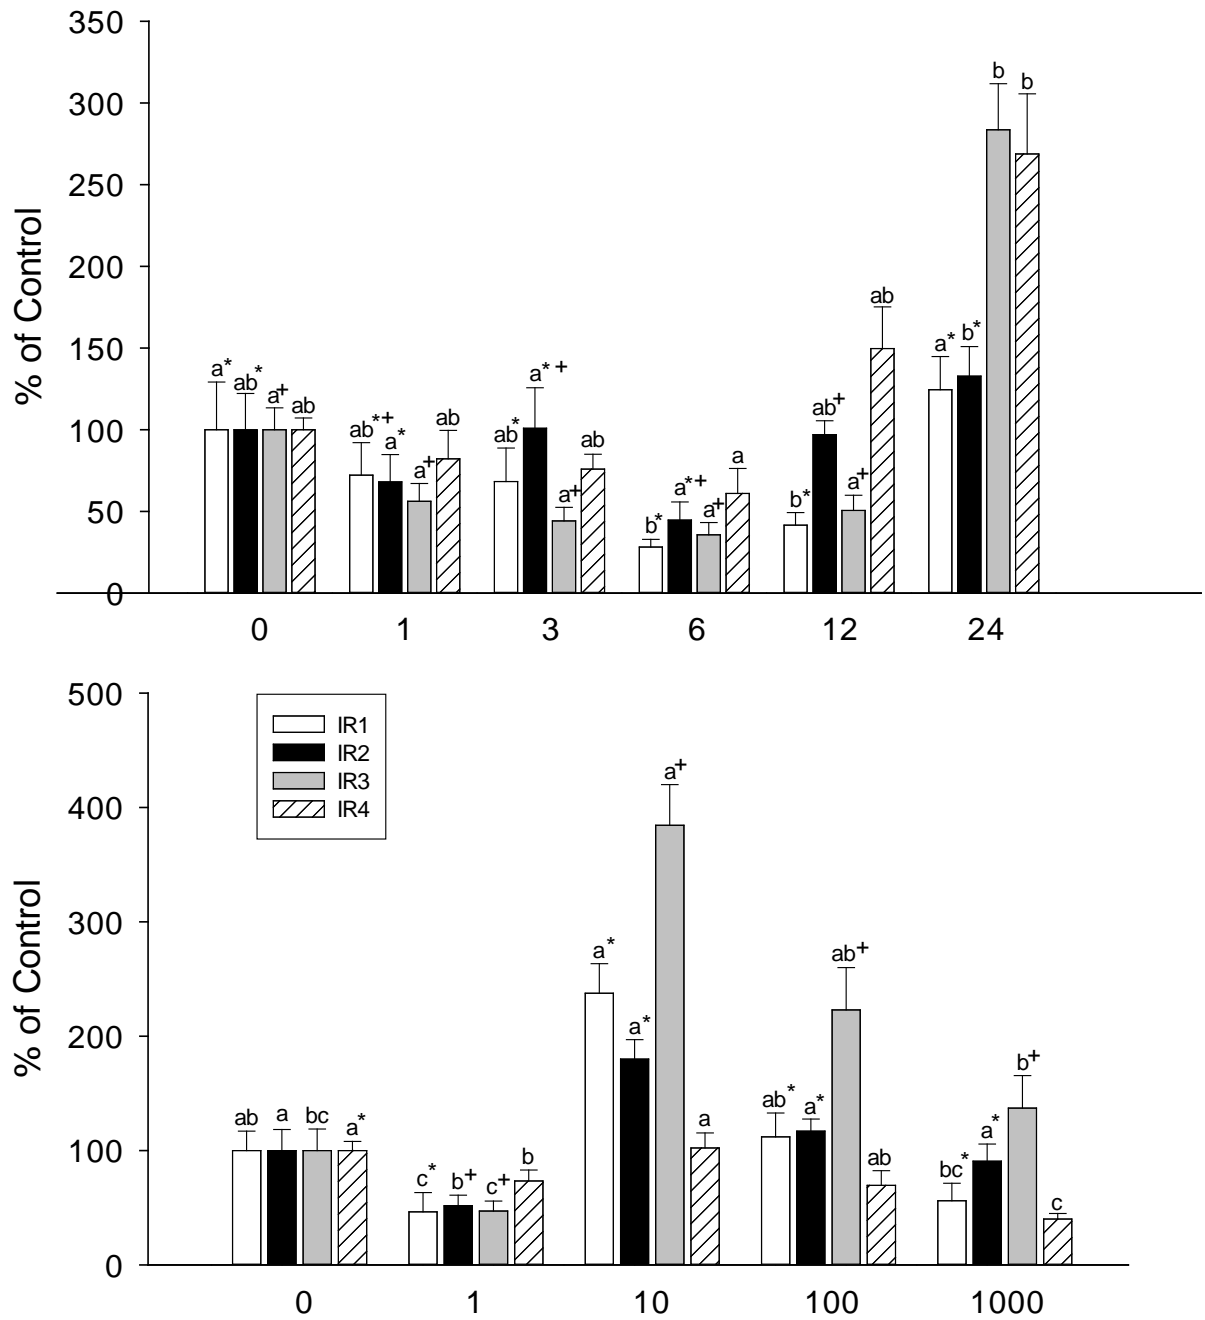 350
300
250
200
150
100
50
0
% of Control
a* ab* a+ ab
ab*+ a* a+ ab
ab* a*+ a+ ab
b* a*+ a+ a
b* ab+ a+ ab
a* b* b b
0 1 3 6 12 24
500
400
300
200
100
0
% of Control
IR1
IR2
IR3
IR4
ab a bc a*
c* b+ c+ b
a* a* a+ a
ab* a* ab+ ab
bc* a* b+ c
0 1 10 100 1000